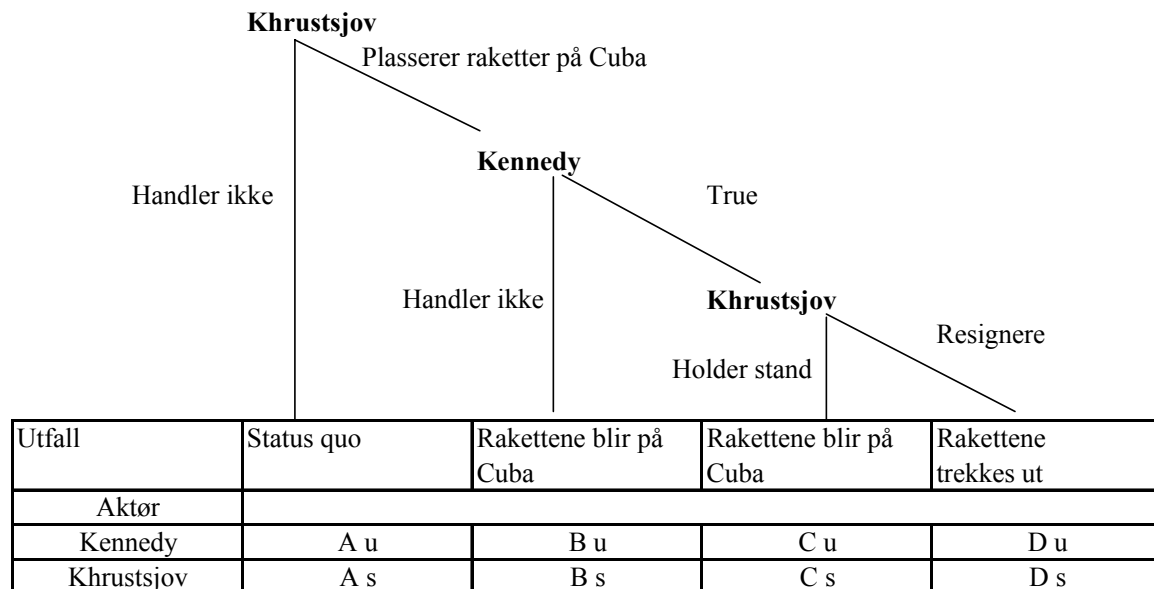 Khrustsjov
Plasserer raketter på Cuba
Kennedy
Handler ikke
True
Handler ikke
Khrustsjov
Resignere
Holder stand
Utfall Status quo Rakettene blir på Cuba Rakettene blir på Cuba Rakettene trekkes ut
Aktør
Kennedy A u B u C u D u
Khrustsjov A s B s C s D s